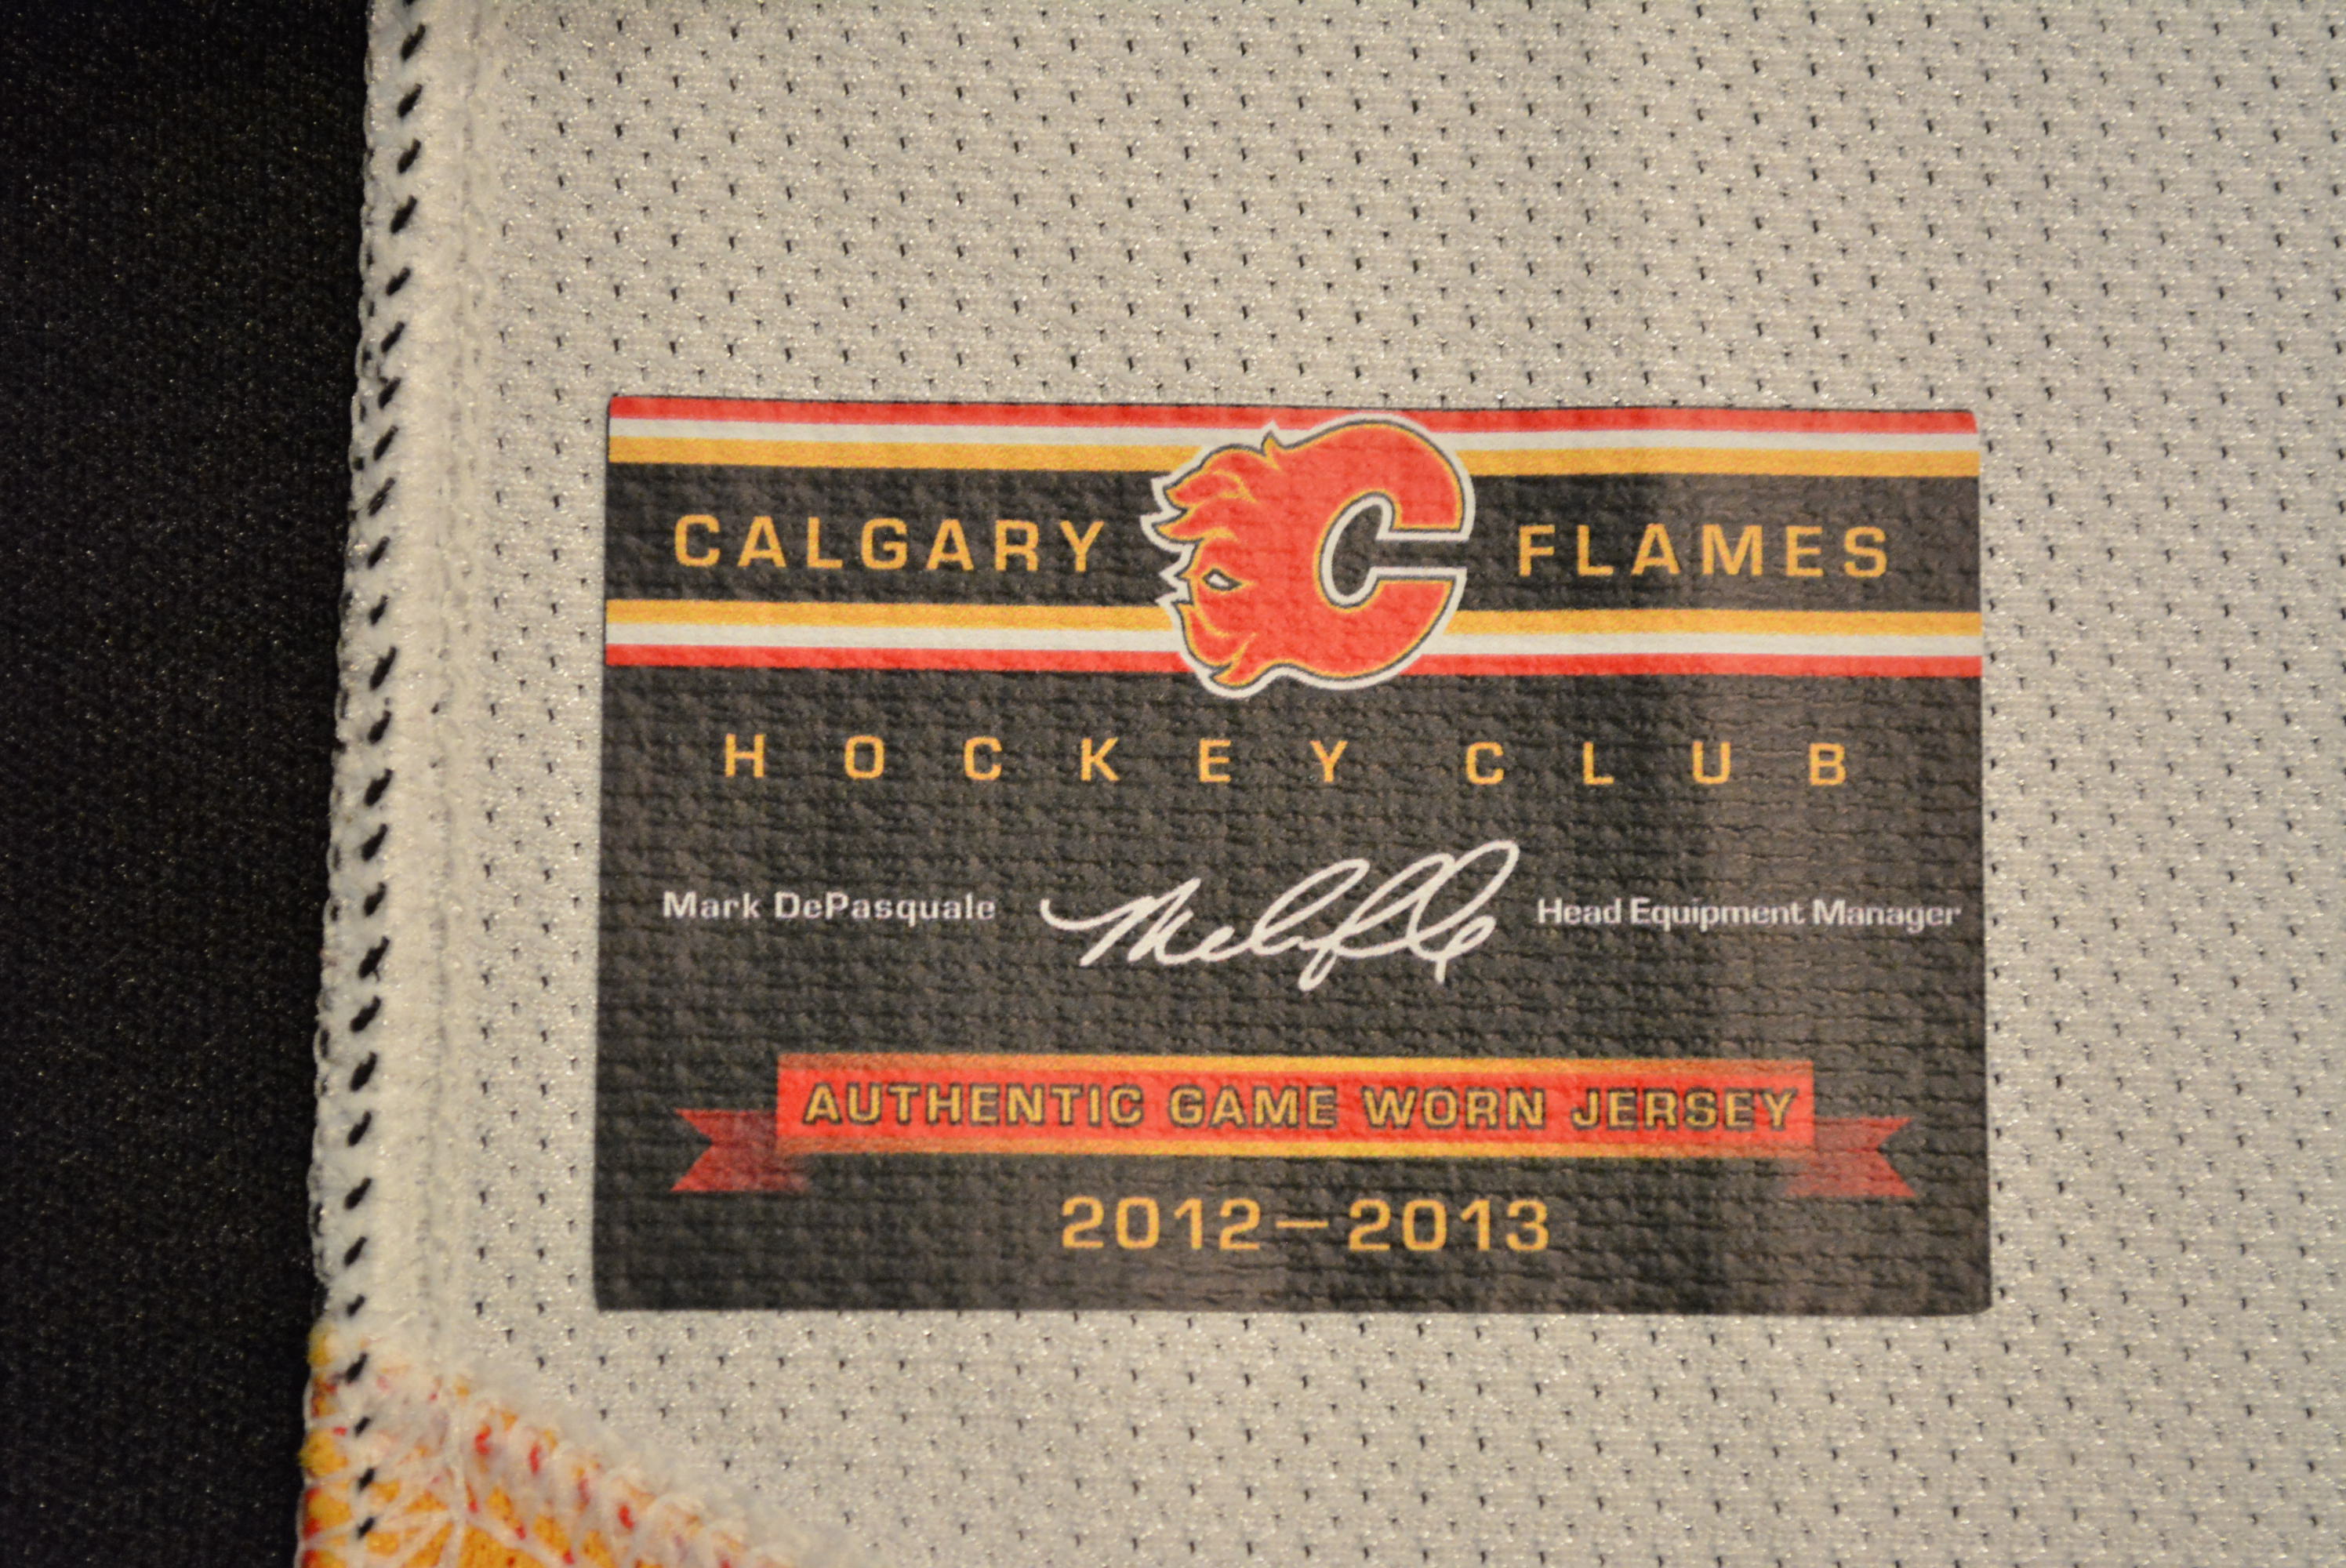 CALGARY FLAMES
HOCKEY CLUB
Mark DePasquale Head Equipment Manager
AUTHENTIC GAME WORN JERSEY
2012–2013